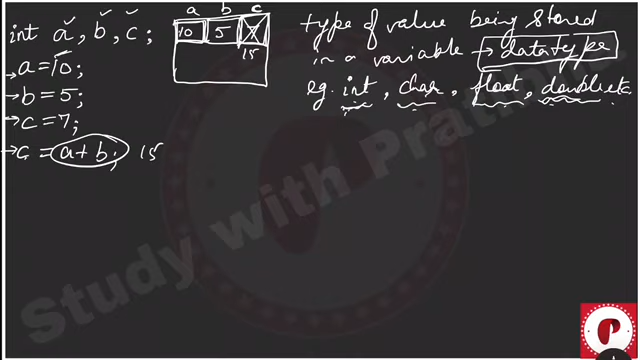 int a, b, c;
a=10;
b=5;
c=7;
c = a+b; 15
a b c
10 5 7
15
type of value being stored
in a variable → datatype
eg. int, char, float, double etc
Study with Pratik
P